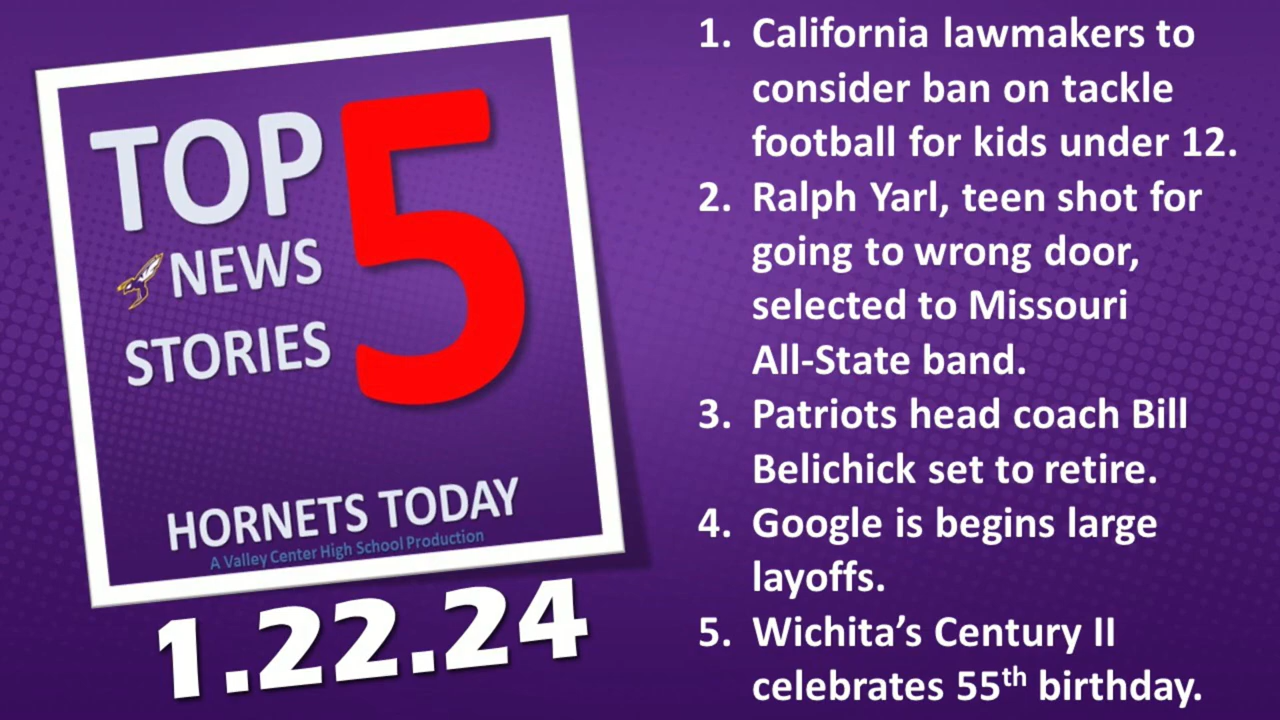 TOP 5
NEWS
STORIES
HORNETS TODAY
A Valley Center High School Production
1.22.24
1. California lawmakers to
consider ban on tackle
football for kids under 12.
2. Ralph Yarl, teen shot for
going to wrong door,
selected to Missouri
All-State band.
3. Patriots head coach Bill
Belichick set to retire.
4. Google is begins large
layoffs.
5. Wichita’s Century II
celebrates 55th birthday.